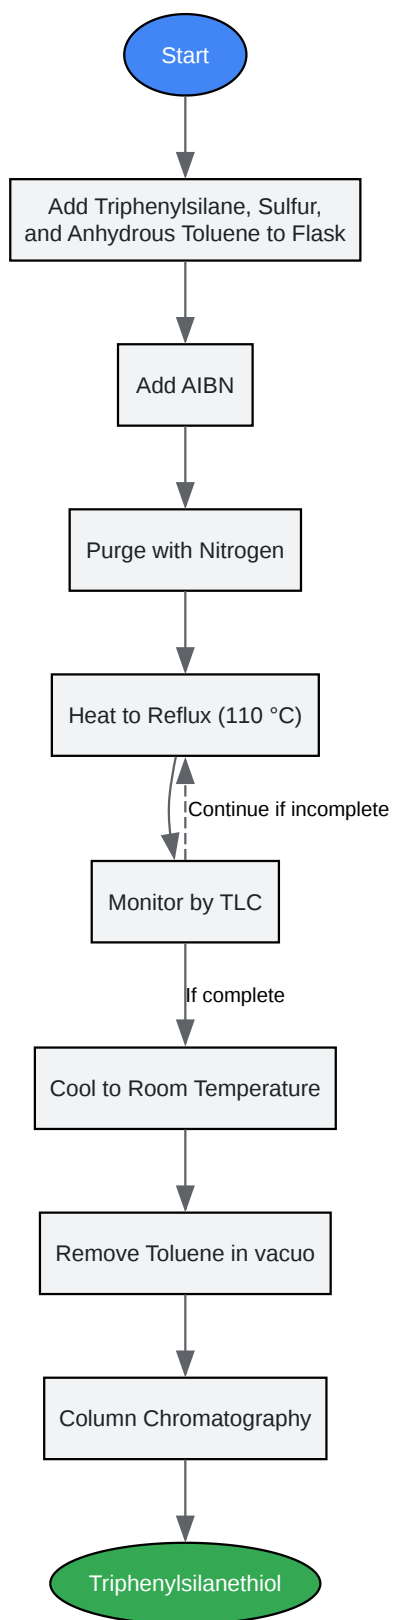 Start
Add Triphenylsilane, Sulfur,
and Anhydrous Toluene to Flask
Add AIBN
Purge with Nitrogen
Heat to Reflux (110 °C)
Continue if incomplete
Monitor by TLC
If complete
Cool to Room Temperature
Remove Toluene in vacuo
Column Chromatography
Triphenylsilanethiol